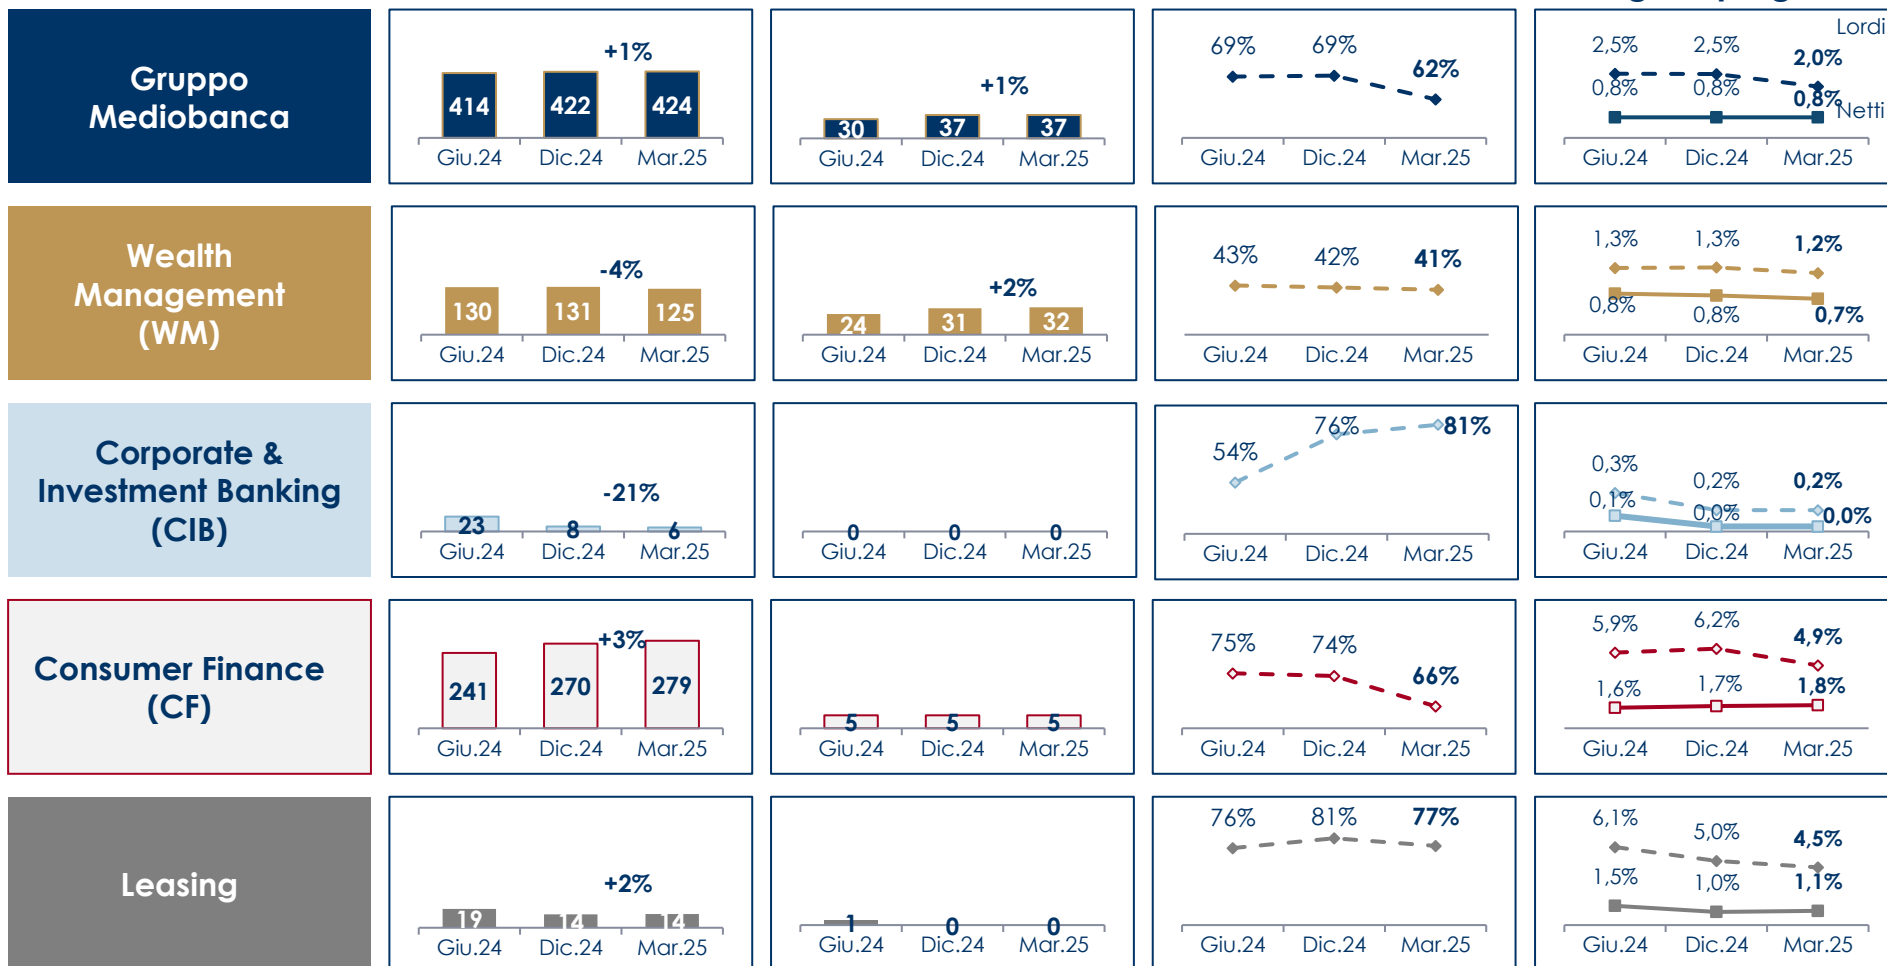 Lordi
Netti
Gruppo
Mediobanca
+1%
414
422
424
Giu.24 Dic.24 Mar.25
+1%
30
37
37
Giu.24 Dic.24 Mar.25
69%
69%
62%
Giu.24 Dic.24 Mar.25
2,5%
2,5%
2,0%
0,8%
0,8%
0,8%
Giu.24 Dic.24 Mar.25
Wealth
Management
(WM)
-4%
130
131
125
Giu.24 Dic.24 Mar.25
+2%
24
31
32
Giu.24 Dic.24 Mar.25
43%
42%
41%
Giu.24 Dic.24 Mar.25
1,3%
1,3%
1,2%
0,8%
0,8%
0,7%
Giu.24 Dic.24 Mar.25
Corporate &
Investment Banking
(CIB)
-21%
23
8
6
Giu.24 Dic.24 Mar.25
0
0
0
Giu.24 Dic.24 Mar.25
54%
76%
81%
Giu.24 Dic.24 Mar.25
0,3%
0,2%
0,2%
0,1%
0,0%
0,0%
Giu.24 Dic.24 Mar.25
Consumer Finance
(CF)
+3%
241
270
279
Giu.24 Dic.24 Mar.25
5
5
5
Giu.24 Dic.24 Mar.25
75%
74%
66%
Giu.24 Dic.24 Mar.25
5,9%
6,2%
4,9%
1,6%
1,7%
1,8%
Giu.24 Dic.24 Mar.25
Leasing
+2%
19
14
14
Giu.24 Dic.24 Mar.25
1
0
0
Giu.24 Dic.24 Mar.25
76%
81%
77%
Giu.24 Dic.24 Mar.25
6,1%
5,0%
4,5%
1,5%
1,0%
1,1%
Giu.24 Dic.24 Mar.25